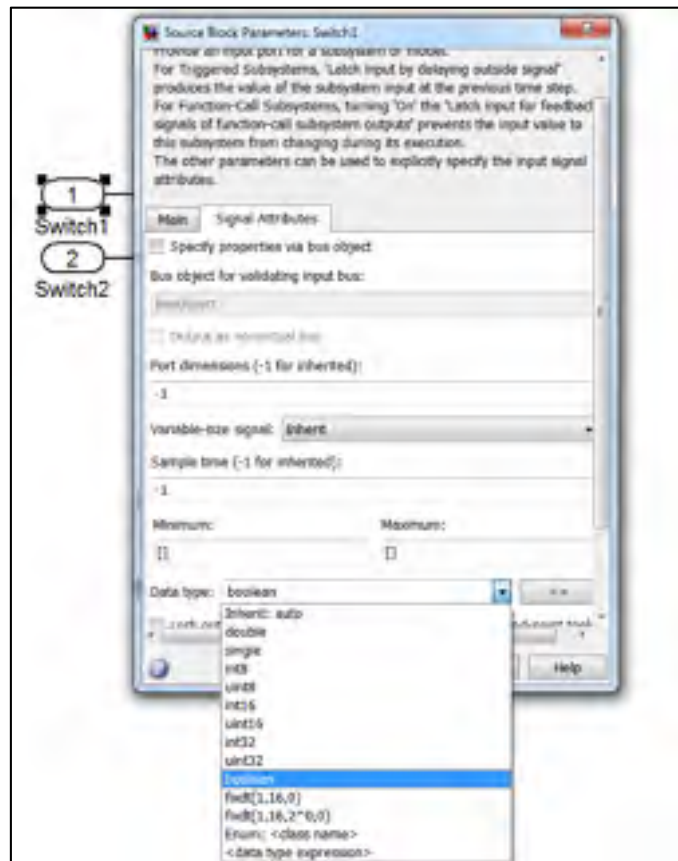 Source Block Parameters: Switch1
Provide an input port for a subsystem or model.
For Triggered Subsystems, 'Latch input by delaying outside signal'
produces the value of the subsystem input at the previous time step.
For Function-Call Subsystems, turning 'On' the 'Latch input for feedbac
signals of function-call subsystem outputs' prevents the input value to
this subsystem from changing during its execution.
The other parameters can be used to explicitly specify the input signal
attributes.
1
Switch1
2
Switch2
Main Signal Attributes
Specify properties via bus object
Bus object for validating input bus:
Output as nonvirtual bus
Port dimensions (-1 for inherited):
-1
Variable-size signal: Inherit
Sample time (-1 for inherited):
-1
Minimum: Maximum:
[] []
Data type: boolean
Inherit: auto
double
single
int8
uint8
int16
uint16
int32
uint32
boolean
fixdt(1,16,0)
fixdt(1,16,2^0,0)
Enum: <class name>
<data type expression>
Help